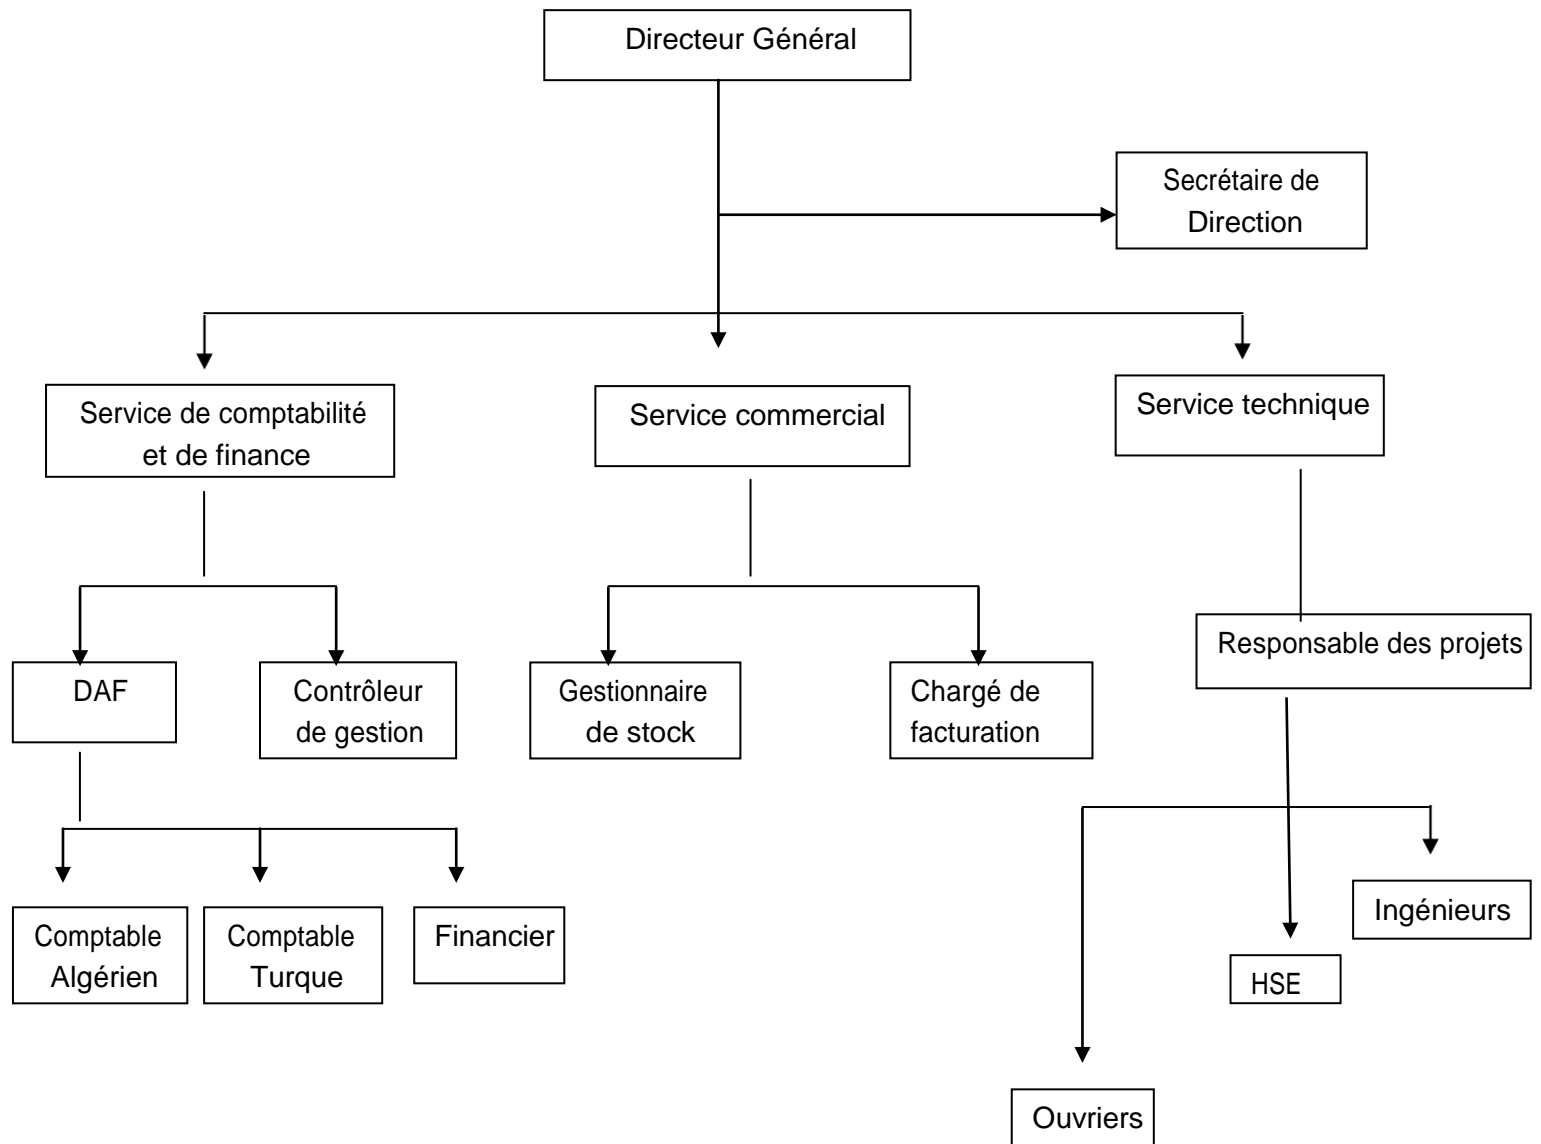 Directeur Général
Secrétaire de
Direction
Service de comptabilité
et de finance
Service commercial
Service technique
Responsable des projets
DAF
Contrôleur
de gestion
Gestionnaire
de stock
Chargé de
facturation
Comptable
Algérien
Comptable
Turque
Financier
Ingénieurs
HSE
Ouvriers